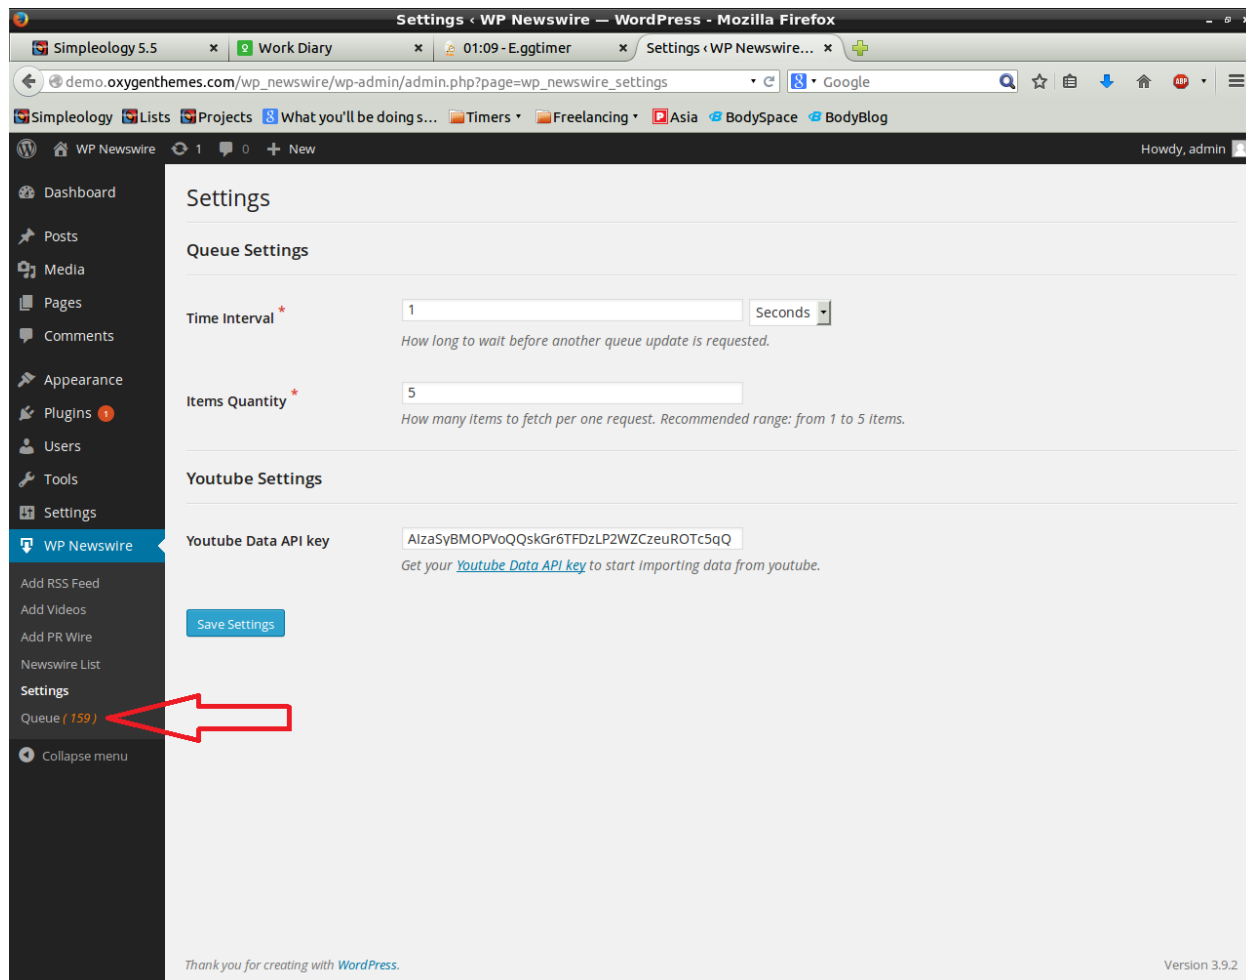 Settings ‹ WP Newswire — WordPress - Mozilla Firefox
Simpleology 5.5
Work Diary
01:09 - E.ggtimer
Settings ‹ WP Newswire...
demo.oxygenthemes.com/wp_newswire/wp-admin/admin.php?page=wp_newswire_settings
8 Google
ABP
Simpleology Lists Projects 8 What you'll be doing s... Timers Freelancing Asia BodySpace BodyBlog
WP Newswire 1 0 + New Howdy, admin
Dashboard
Posts
Media
Pages
Comments
Appearance
Plugins 1
Users
Tools
Settings
WP Newswire
Add RSS Feed
Add Videos
Add PR Wire
Newswire List
Settings
Queue ( 159 )
Collapse menu
Settings
Queue Settings
Time Interval * 1 Seconds
How long to wait before another queue update is requested.
Items Quantity * 5
How many items to fetch per one request. Recommended range: from 1 to 5 items.
Youtube Settings
Youtube Data API key AIzaSyBMOPVoQQskGr6TFDzLP2WZCzeuROTc5qQ
Get your Youtube Data API key to start importing data from youtube.
Save Settings
Thank you for creating with WordPress. Version 3.9.2